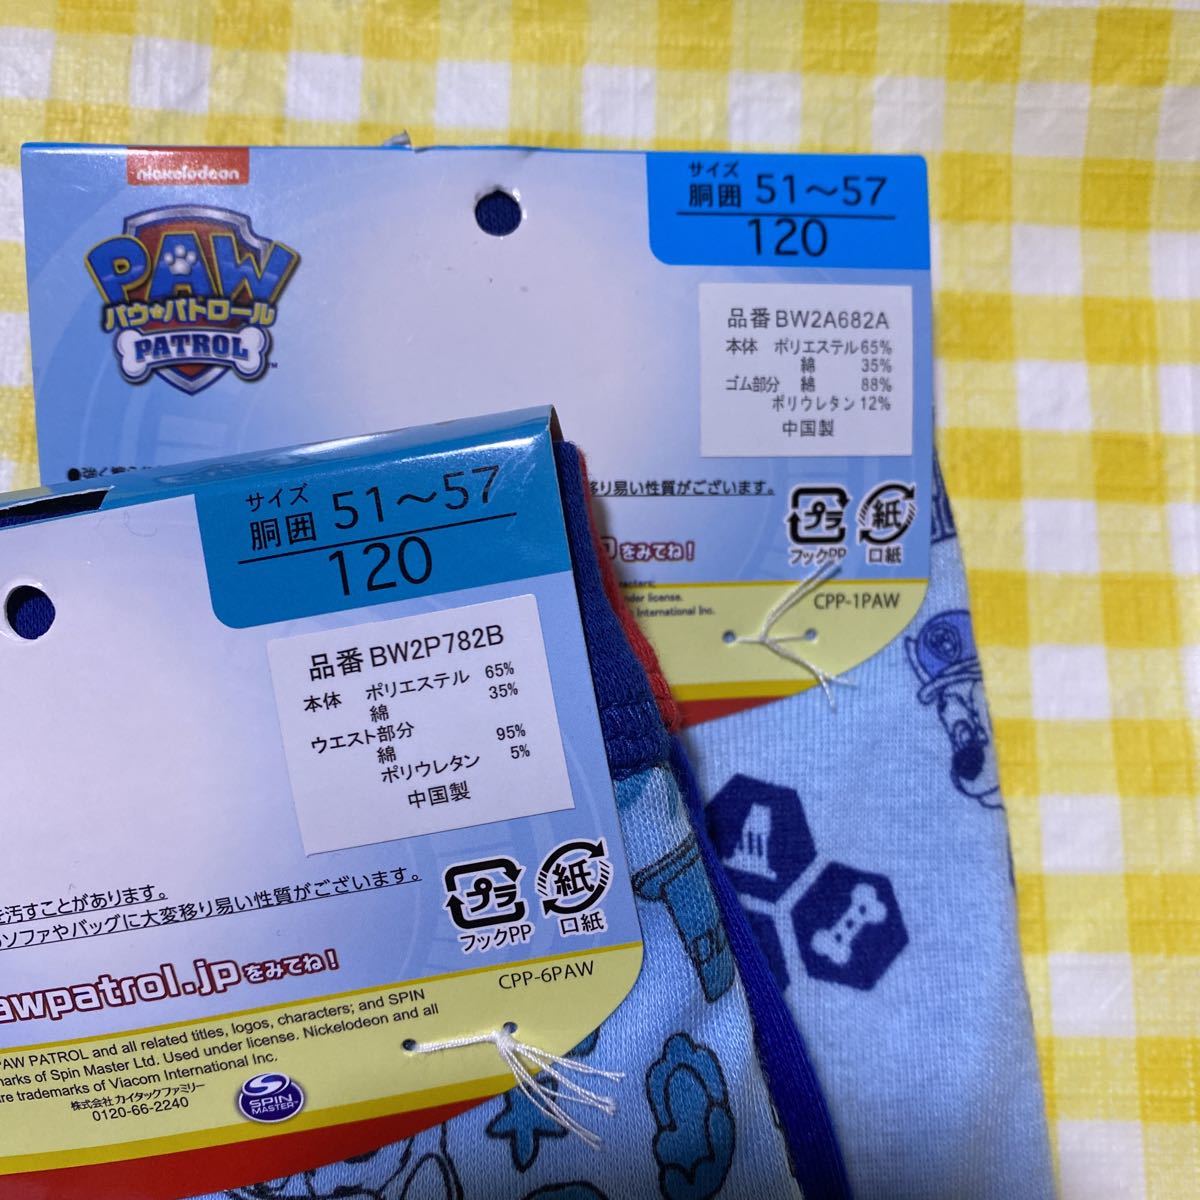 nickelodeon
PAW
パウ・パトロール
PATROL
サイズ
胴囲 51～57
120
品番 BW2A682A
本体 ポリエステル 65%
綿 35%
ゴム部分 綿 88%
ポリウレタン 12%
中国製
移り易い性質がございます。
プラ
フックPP
紙
口紙
をみてね!
CPP-1PAW
International Inc.
サイズ
胴囲 51～57
120
品番 BW2P782B
本体 ポリエステル 65%
綿 35%
ウエスト部分
綿 95%
ポリウレタン 5%
中国製
を汚すことがあります。
ソファやバッグに大変移り易い性質がございます。
プラ
フックPP
紙
口紙
awpatrol.jpをみてね!
CPP-6PAW
PAW PATROL and all related titles, logos, characters; and SPIN
marks of Spin Master Ltd. Used under license. Nickelodeon and all
are trademarks of Viacom International Inc.
株式会社 カイタックファミリー
0120-66-2240
SPIN
MASTER